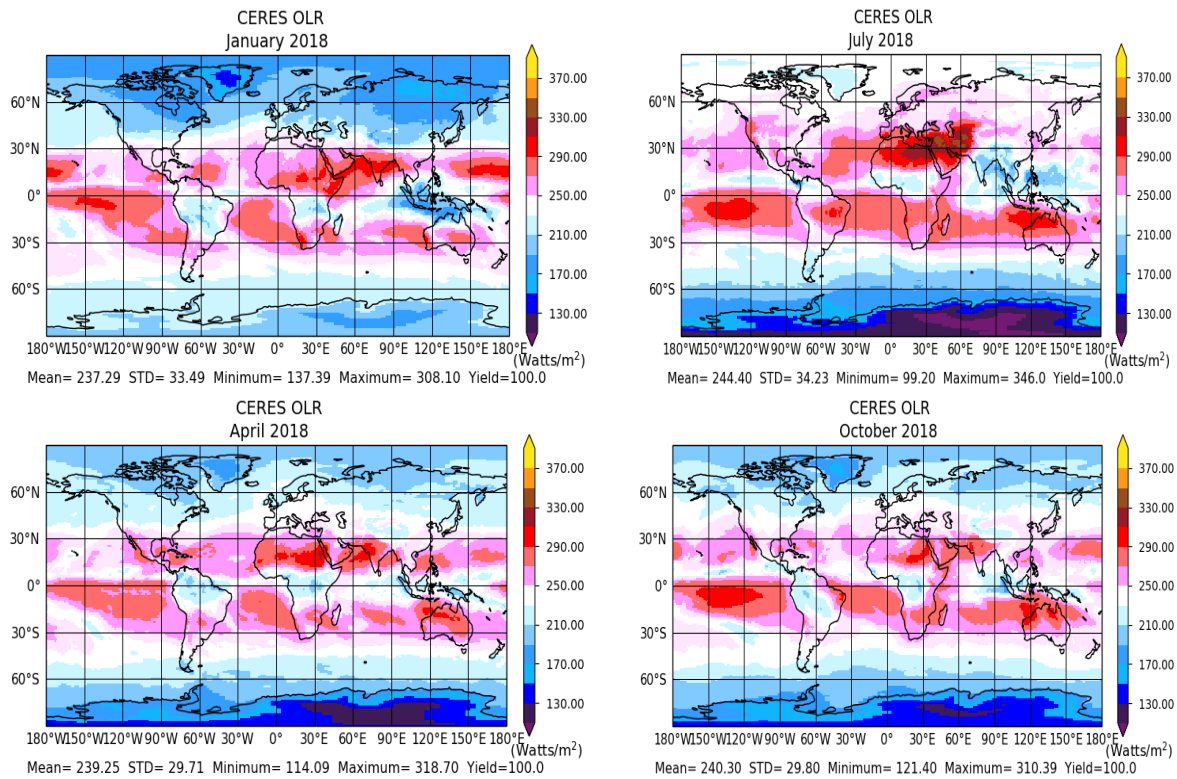 CERES OLR
January 2018
60°N
30°N
0°
30°S
60°S
180°W150°W120°W90°W 60°W 30°W 0° 30°E 60°E 90°E 120°E 150°E 180°E
370.00
330.00
290.00
250.00
210.00
170.00
130.00
(Watts/m²)
Mean= 237.29 STD= 33.49 Minimum= 137.39 Maximum= 308.10 Yield=100.0
CERES OLR
July 2018
60°N
30°N
0°
30°S
60°S
180°W150°W120°W90°W 60°W 30°W 0° 30°E 60°E 90°E 120°E 150°E 180°E
370.00
330.00
290.00
250.00
210.00
170.00
130.00
(Watts/m²)
Mean= 244.40 STD= 34.23 Minimum= 99.20 Maximum= 346.0 Yield=100.0
CERES OLR
April 2018
60°N
30°N
0°
30°S
60°S
180°W150°W120°W90°W 60°W 30°W 0° 30°E 60°E 90°E 120°E 150°E 180°E
370.00
330.00
290.00
250.00
210.00
170.00
130.00
(Watts/m²)
Mean= 239.25 STD= 29.71 Minimum= 114.09 Maximum= 318.70 Yield=100.0
CERES OLR
October 2018
60°N
30°N
0°
30°S
60°S
180°W150°W120°W90°W 60°W 30°W 0° 30°E 60°E 90°E 120°E 150°E 180°E
370.00
330.00
290.00
250.00
210.00
170.00
130.00
(Watts/m²)
Mean= 240.30 STD= 29.80 Minimum= 121.40 Maximum= 310.39 Yield=100.0